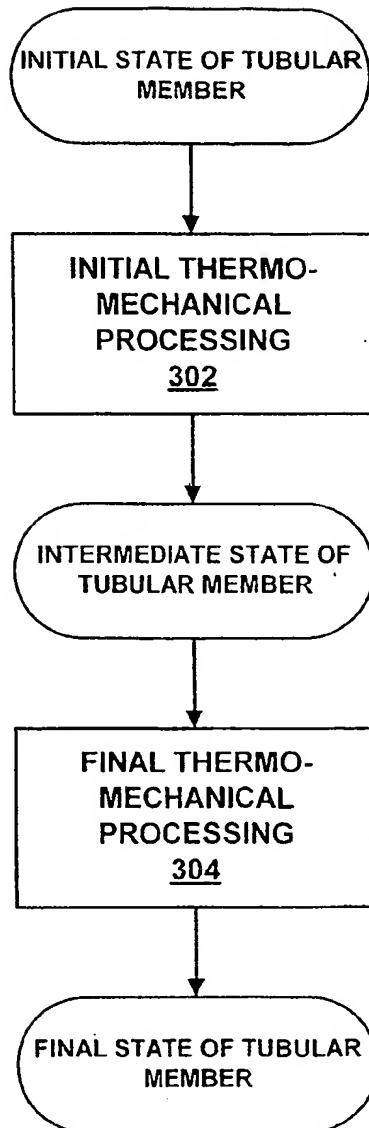 INITIAL STATE OF TUBULAR
MEMBER
INITIAL THERMO-
MECHANICAL
PROCESSING
302
INTERMEDIATE STATE OF
TUBULAR MEMBER
FINAL THERMO-
MECHANICAL
PROCESSING
304
FINAL STATE OF TUBULAR
MEMBER